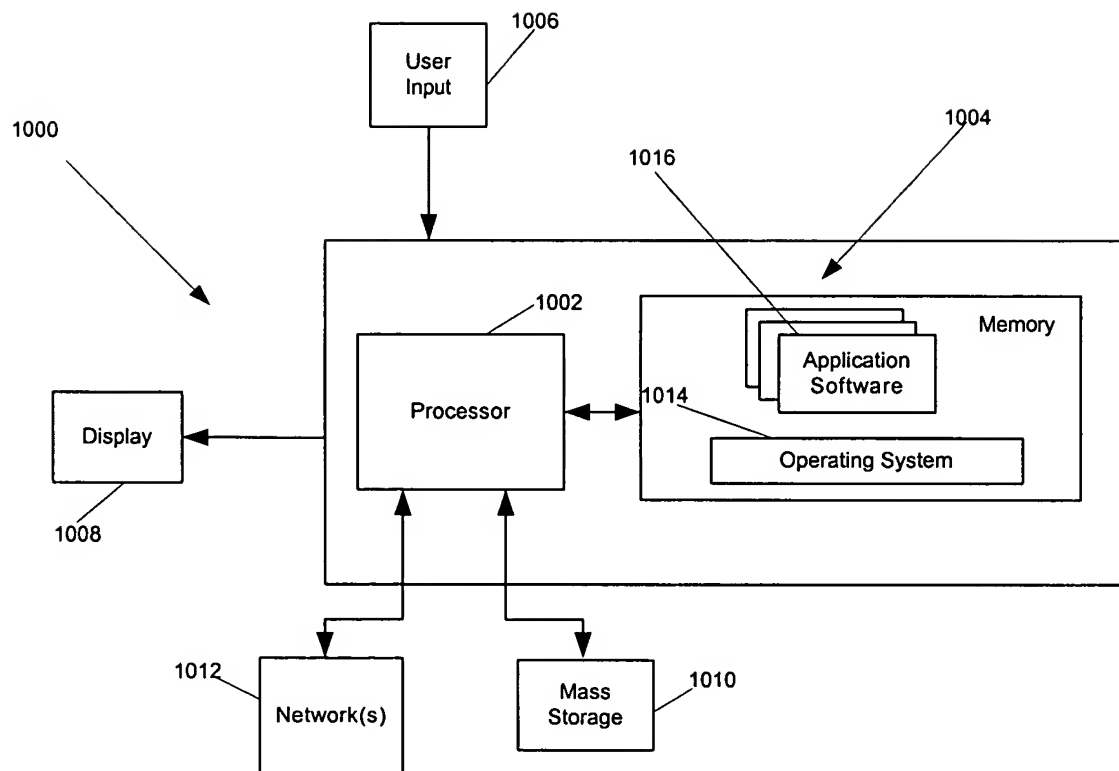 1006
User
Input
1000
1004
1016
1002
Memory
Application
Software
1014
Processor
Display
Operating System
1008
1012
Network(s)
Mass
Storage
1010